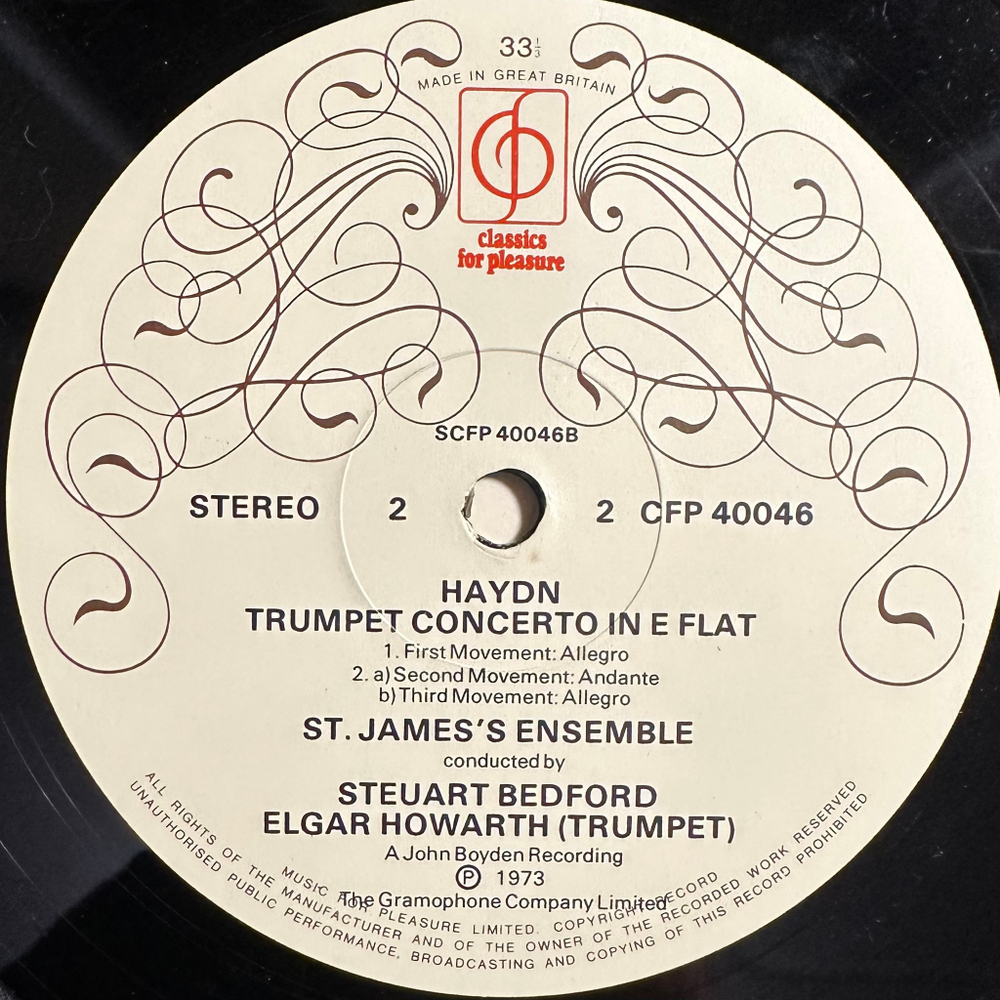 33⅓
MADE IN GREAT BRITAIN
classics
for pleasure
SCFP 40046B
STEREO 2 2 CFP 40046
HAYDN
TRUMPET CONCERTO IN E FLAT
1. First Movement: Allegro
2. a) Second Movement: Andante
b) Third Movement: Allegro
ST. JAMES'S ENSEMBLE
conducted by
STEUART BEDFORD
ELGAR HOWARTH (TRUMPET)
A John Boyden Recording
Ⓟ 1973
The Gramophone Company Limited
MUSIC FOR PLEASURE LIMITED. COPYRIGHT RECORD
ALL RIGHTS OF THE MANUFACTURER AND OF THE OWNER OF THE RECORDED WORK RESERVED
UNAUTHORISED PUBLIC PERFORMANCE, BROADCASTING AND COPYING OF THIS RECORD PROHIBITED